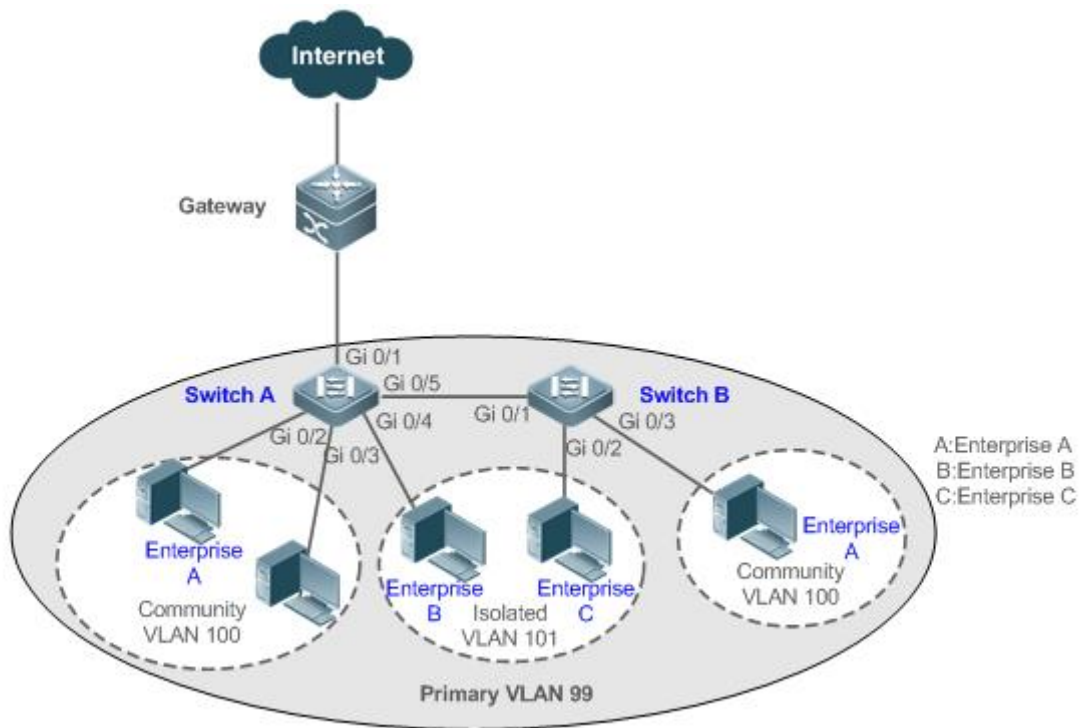 Internet
Gateway
Gi 0/1
Switch A
Gi 0/5
Switch B
Gi 0/2
Gi 0/3
Gi 0/4
Gi 0/1
Gi 0/2
Gi 0/3
A:Enterprise A
B:Enterprise B
C:Enterprise C
Enterprise
A
Community
VLAN 100
Enterprise
B
Isolated
VLAN 101
Enterprise
C
Enterprise
A
Community
VLAN 100
Primary VLAN 99